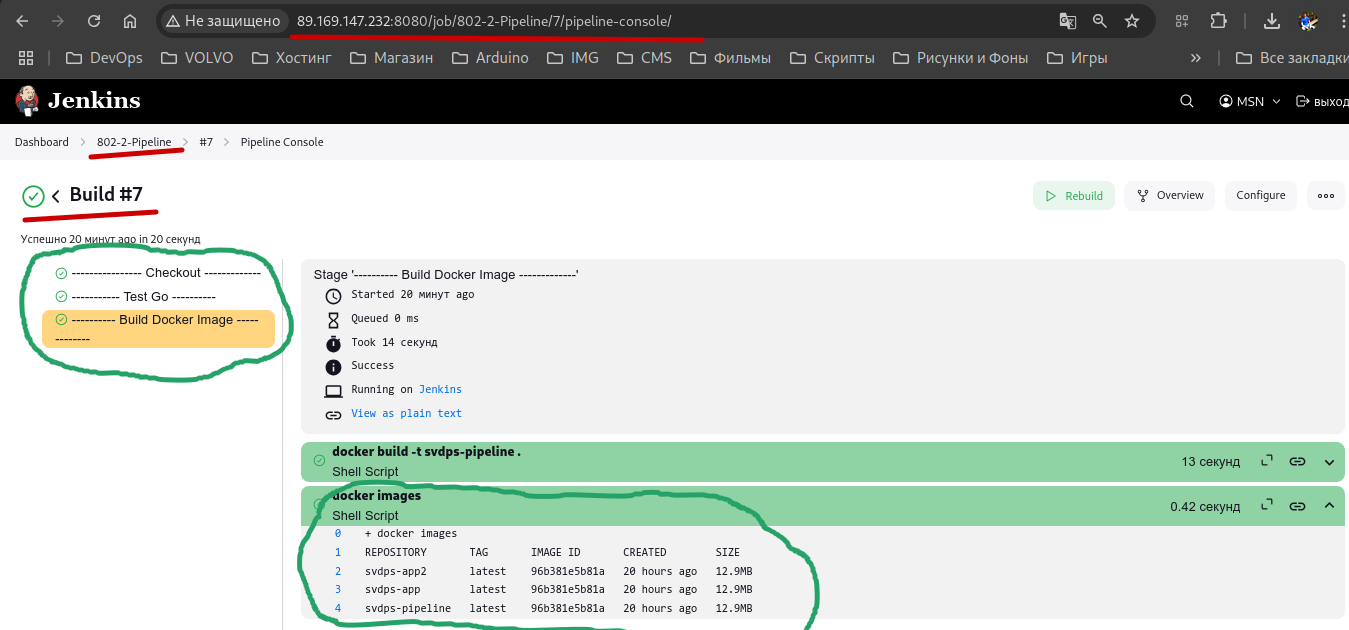 Не защищено 89.169.147.232:8080/job/802-2-Pipeline/7/pipeline-console/
DevOps VOLVO Хостинг Магазин Arduino IMG CMS Фильмы Скрипты Рисунки и Фоны Игры » Все закладки
Jenkins MSN выход
Dashboard 802-2-Pipeline #7 Pipeline Console
Build #7 Rebuild Overview Configure
Успешно 20 минут ago in 20 секунд
---------------- Checkout -------------
----------- Test Go ----------
---------- Build Docker Image -----
--------
Stage '---------- Build Docker Image -------------'
Started 20 минут ago
Queued 0 ms
Took 14 секунд
Success
Running on Jenkins
View as plain text
docker build -t svdps-pipeline .
Shell Script
13 секунд
docker images
Shell Script
0.42 секунд
0 + docker images
1 REPOSITORY TAG IMAGE ID CREATED SIZE
2 svdps-app2 latest 96b381e5b81a 20 hours ago 12.9MB
3 svdps-app latest 96b381e5b81a 20 hours ago 12.9MB
4 svdps-pipeline latest 96b381e5b81a 20 hours ago 12.9MB